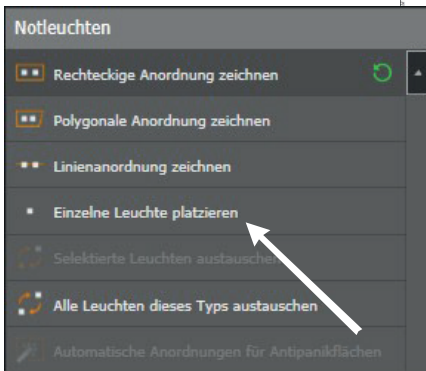 Notleuchten
Rechteckige Anordnung zeichnen
Polygonale Anordnung zeichnen
Linienanordnung zeichnen
Einzelne Leuchte platzieren
Selektierte Leuchten austauschen
Alle Leuchten dieses Typs austauschen
Automatische Anordnungen für Antipanikflächen